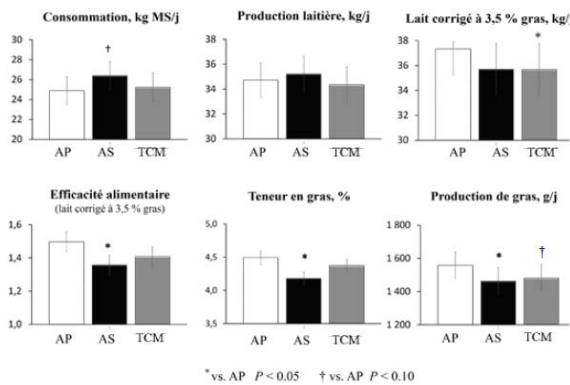 Consommation, kg MS/j
28
26
24
22
20
AP AS TCM
†
Production laitière, kg/j
38
36
34
32
30
AP AS TCM
Lait corrigé à 3,5 % gras, kg/
38
36
34
32
30
AP AS TCM
*
Efficacité alimentaire
(lait corrigé à 3,5 % gras)
1,6
1,4
1,2
1,0
AP AS TCM
*
Teneur en gras, %
5,0
4,5
4,0
3,5
AP AS TCM
*
Production de gras, g/j
1 800
1 600
1 400
1 200
AP AS TCM
* †
* vs. AP P < 0.05 † vs. AP P < 0.10